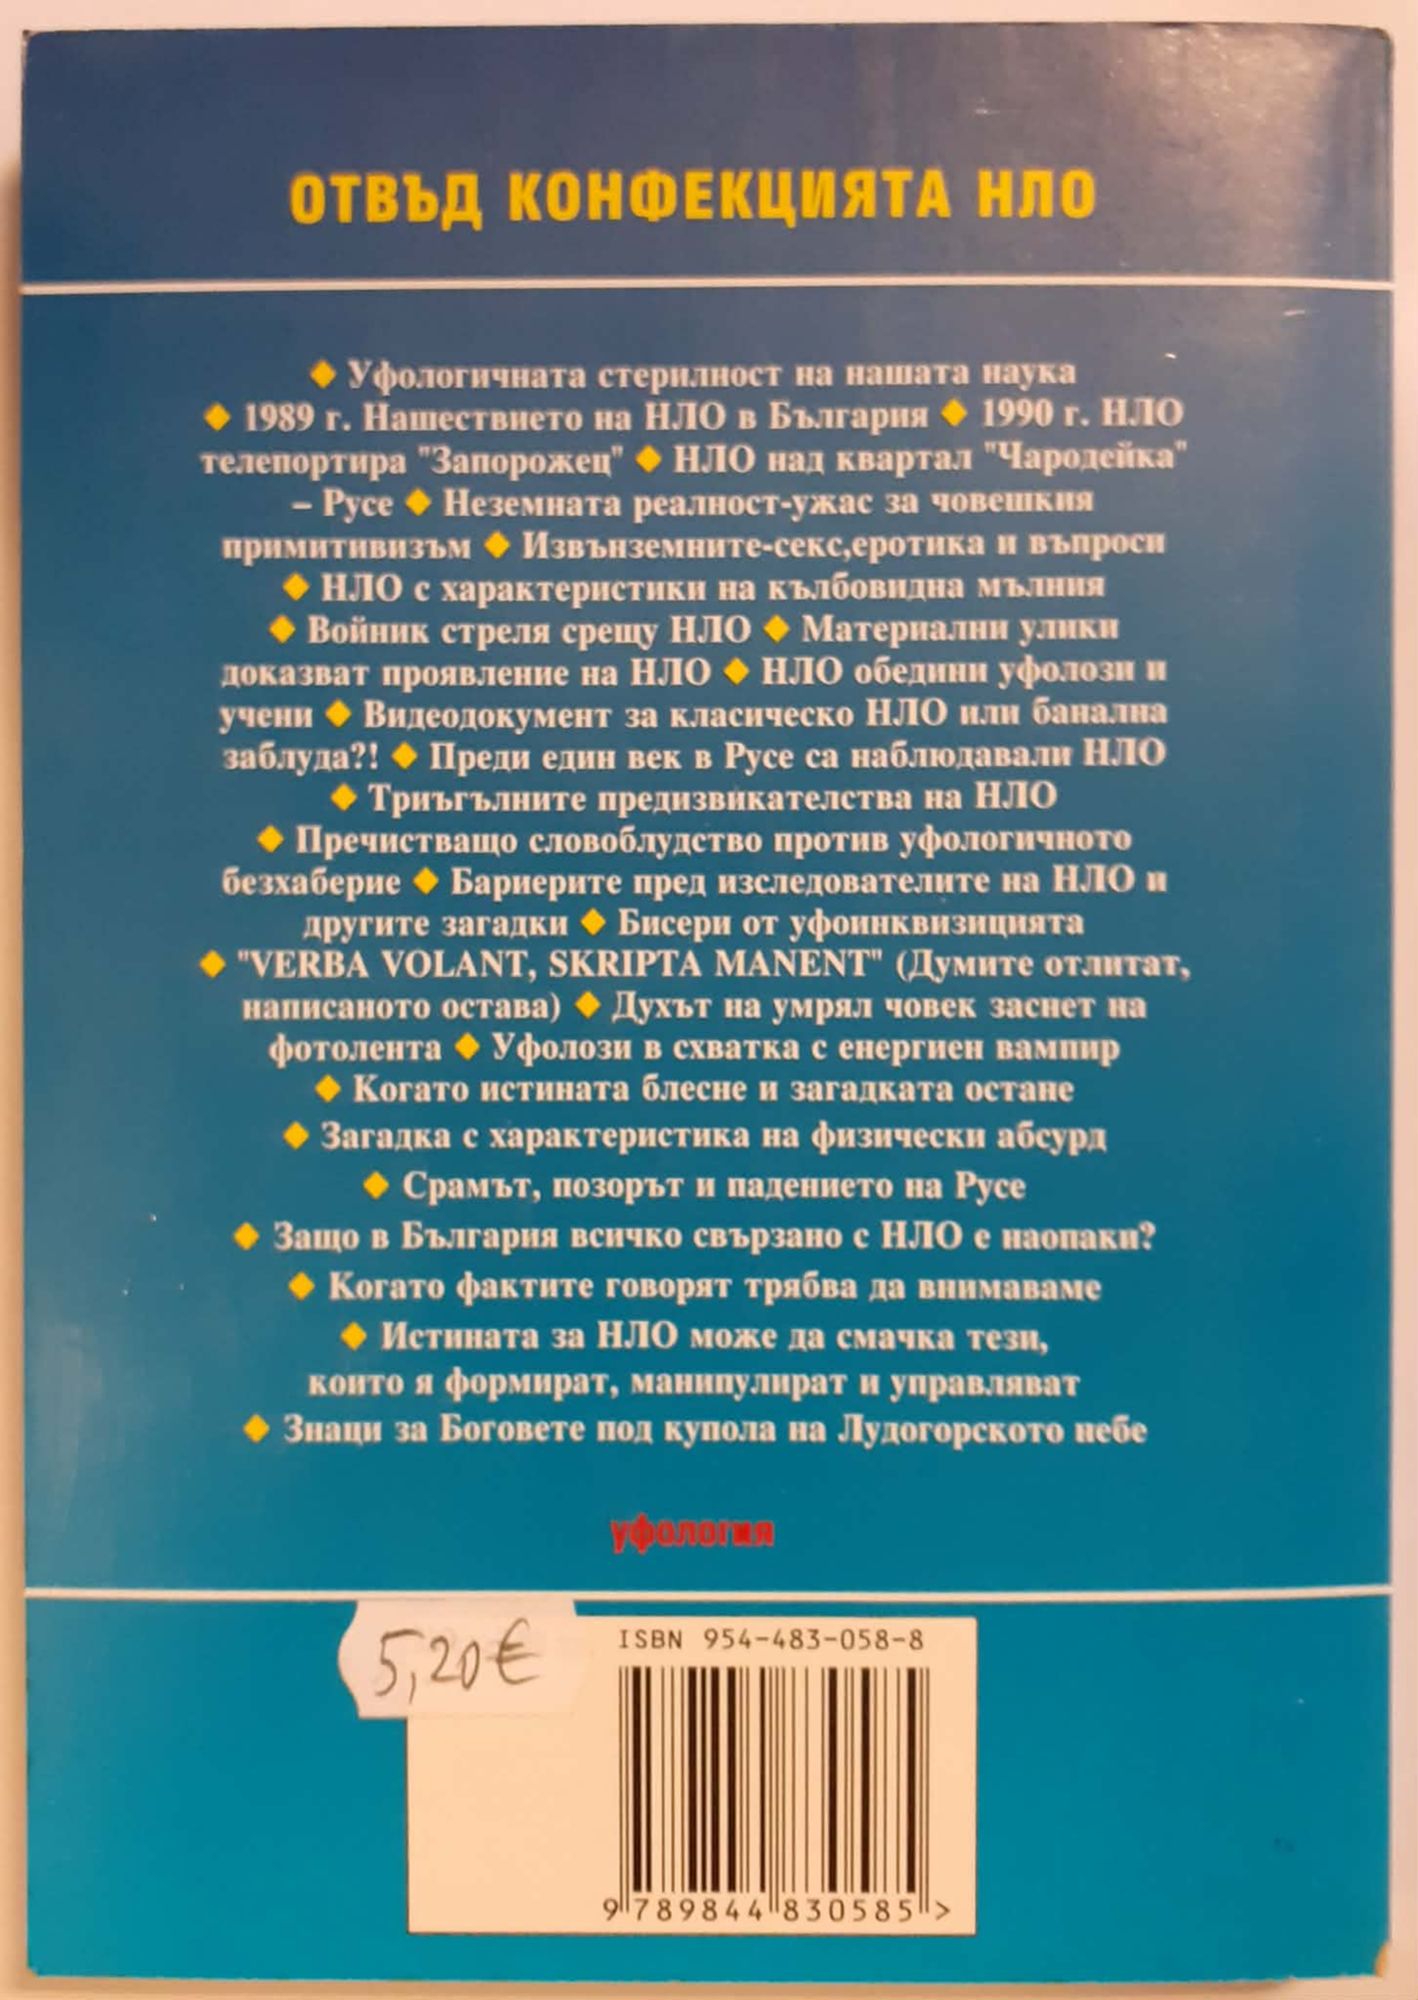 ОТВЪД КОНФЕКЦИЯТА НЛО
◆ Уфологичната стерилност на нашата наука
◆ 1989 г. Нашествието на НЛО в България ◆ 1990 г. НЛО
телепортира "Запорожец" ◆ НЛО над квартал "Чародейка"
– Русе ◆ Неземната реалност-ужас за човешкия
примитивизъм ◆ Извънземните-секс,еротика и въпроси
◆ НЛО с характеристики на кълбовидна мълния
◆ Войник стреля срещу НЛО ◆ Материални улики
доказват проявление на НЛО ◆ НЛО обедини уфолози и
учени ◆ Видеодокумент за класическо НЛО или банална
заблуда?! ◆ Преди един век в Русе са наблюдавали НЛО
◆ Триъгълните предизвикателства на НЛО
◆ Пречистващо словоблудство против уфологичното
безхаберие ◆ Бариерите пред изследователите на НЛО и
другите загадки ◆ Бисери от уфоинквизицията
◆ "VERBA VOLANT, SKRIPTA MANENT" (Думите отлитат,
написаното остава) ◆ Духът на умрял човек заснет на
фотолента ◆ Уфолози в схватка с енергиен вампир
◆ Когато истината блесне и загадката остане
◆ Загадка с характеристика на физически абсурд
◆ Срамът, позорът и падението на Русе
◆ Защо в България всичко свързано с НЛО е наопаки?
◆ Когато фактите говорят трябва да внимаваме
◆ Истината за НЛО може да смачка тези,
които я формират, манипулират и управляват
◆ Знаци за Боговете под купола на Лудогорското небе
уфология
5,20€
ISBN 954-483-058-8
9 789844 830585 >